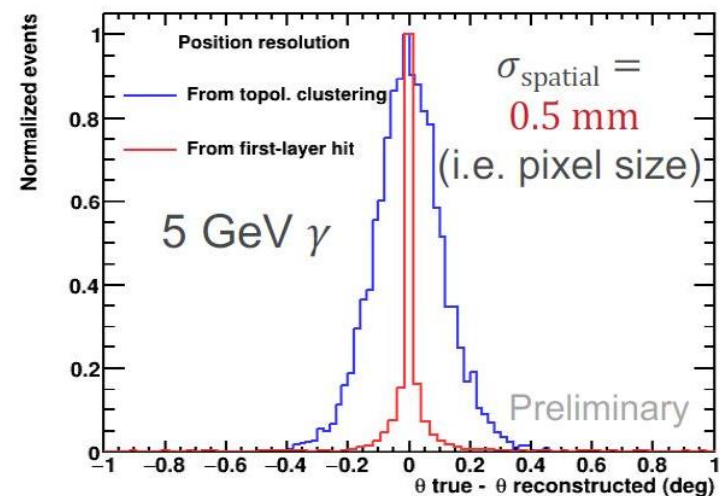 Normalized events
Position resolution
From topol. clustering
From first-layer hit
σspatial =
0.5 mm
(i.e. pixel size)
5 GeV γ
Preliminary
1
0.8
0.6
0.4
0.2
0
−1 −0.8 −0.6 −0.4 −0.2 0 0.2 0.4 0.6 0.8 1
θ true - θ reconstructed (deg)